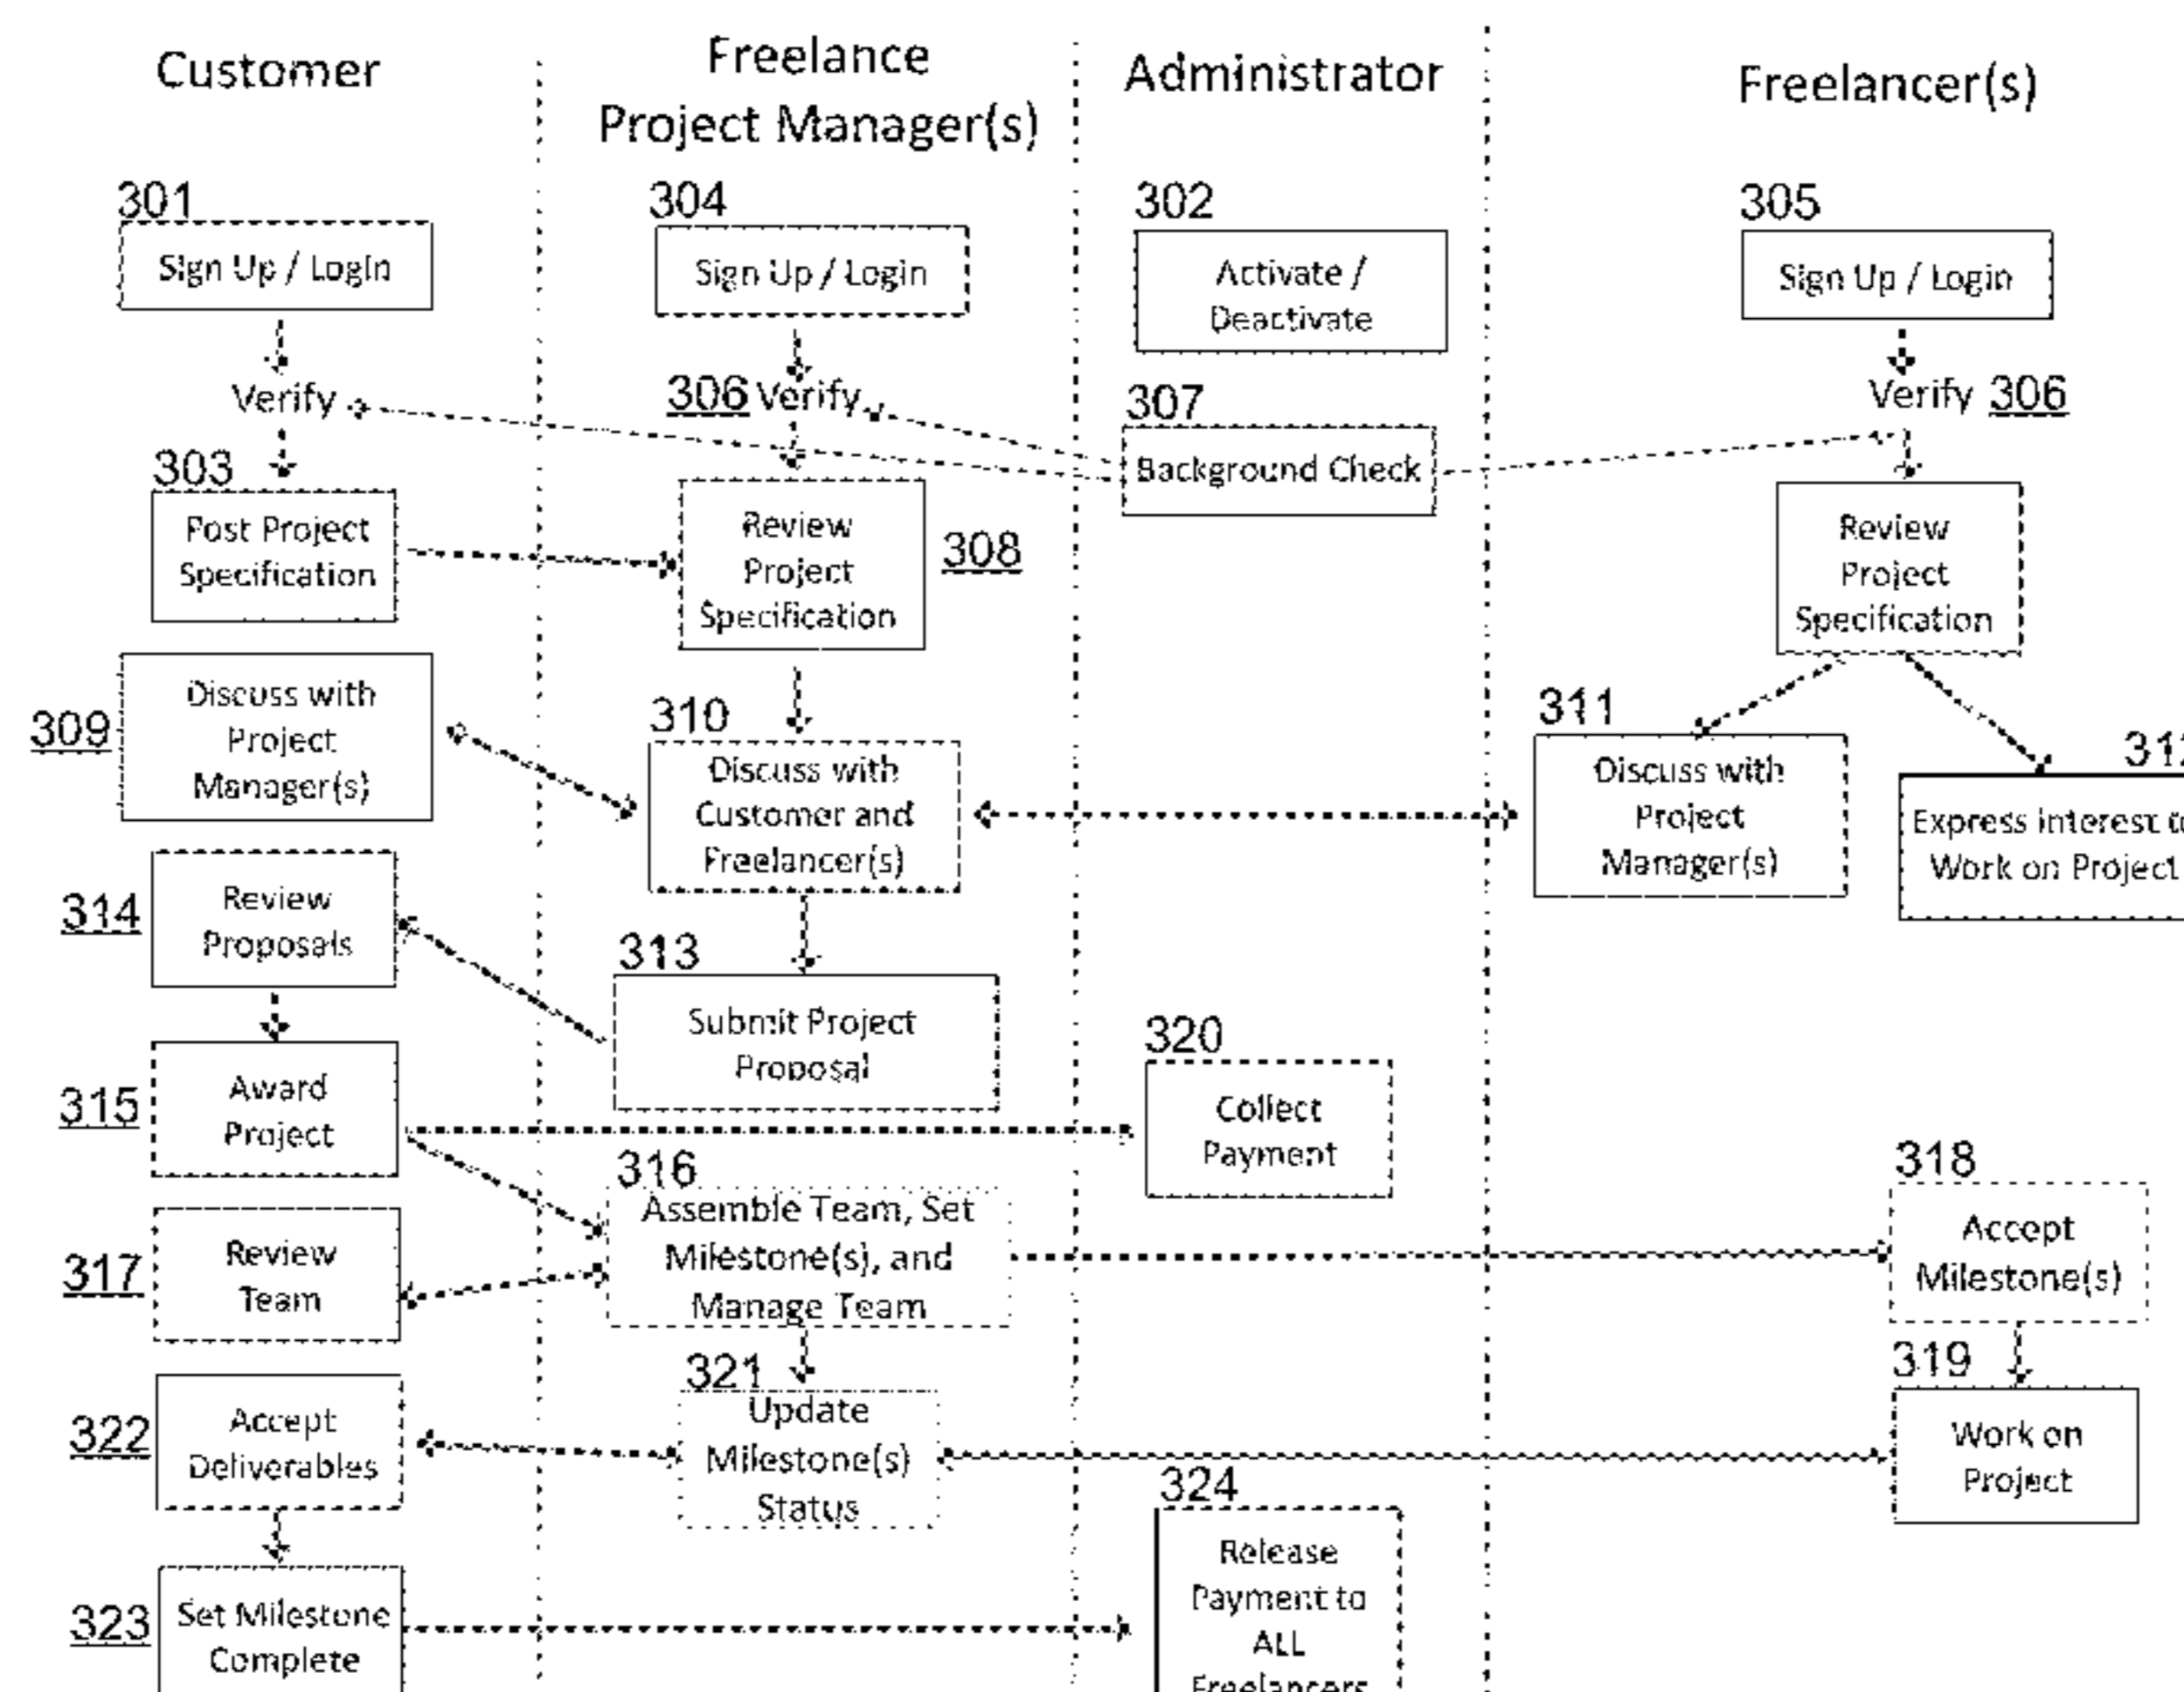 Customer
Freelance
Project Manager(s)
Administrator
Freelancer(s)
301
Sign Up / Login
304
Sign Up / Login
302
Activate /
Deactivate
305
Sign Up / Login
Verify
306 Verify
307
Background Check
Verify 306
303
Post Project
Specification
Review
Project
Specification
308
Review
Project
Specification
309
Discuss with
Project
Manager(s)
310
Discuss with
Customer and
Freelancer(s)
311
Discuss with
Project
Manager(s)
Express interest
Work on Project
314
Review
Proposals
313
Submit Project
Proposal
315
Award
Project
320
Collect
Payment
316
Assemble Team, Set
Milestone(s), and
Manage Team
318
Accept
Milestone(s)
317
Review
Team
321
Update
Milestone(s)
Status
319
Work on
Project
322
Accept
Deliverables
323
Set Milestone
Complete
324
Release
Payment to
ALL
Freelancers